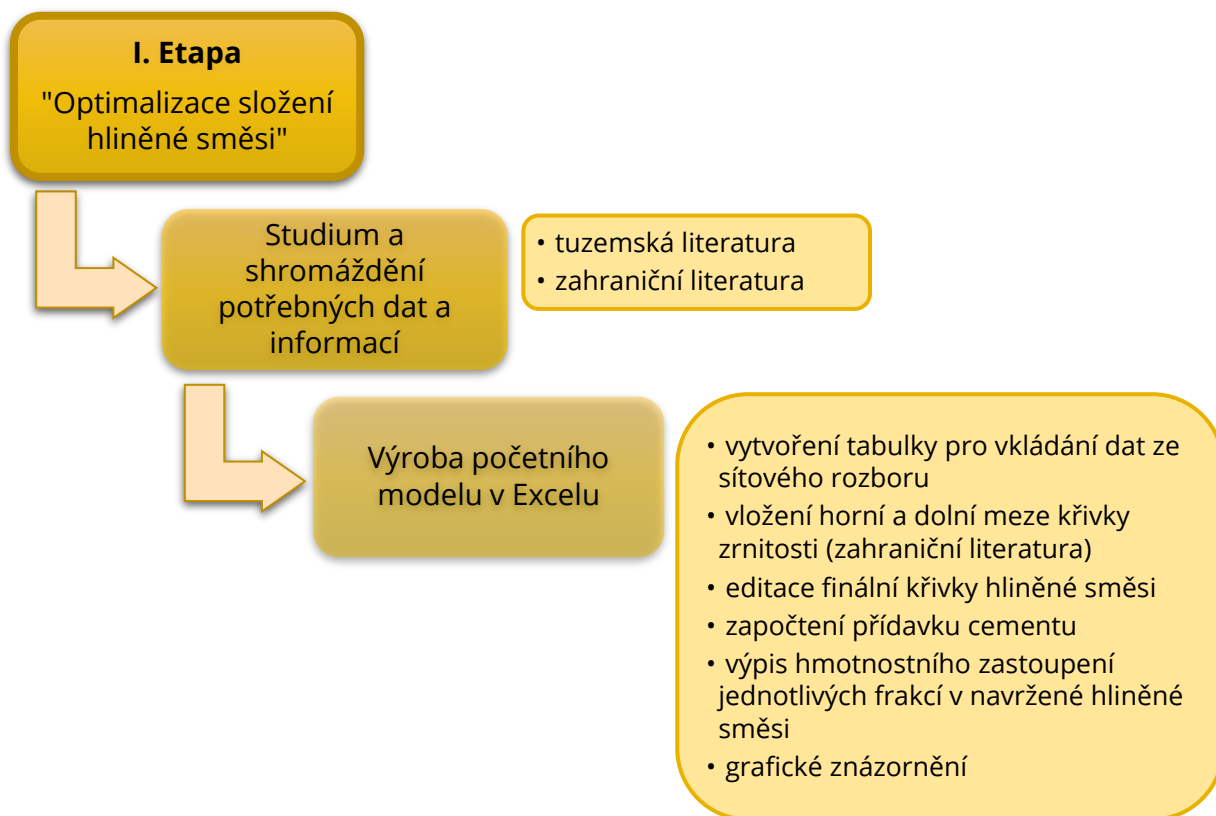 I. Etapa
"Optimalizace složení
hliněné směsi"
Studium a
shromáždění
potřebných dat a
informací
• tuzemská literatura
• zahraniční literatura
Výroba početního
modelu v Excelu
• vytvoření tabulky pro vkládání dat ze
sítového rozboru
• vložení horní a dolní meze křivky
zrnitosti (zahraniční literatura)
• editace finální křivky hliněné směsi
• započtení přídavku cementu
• výpis hmotnostního zastoupení
jednotlivých frakcí v navržené hliněné
směsi
• grafické znázornění